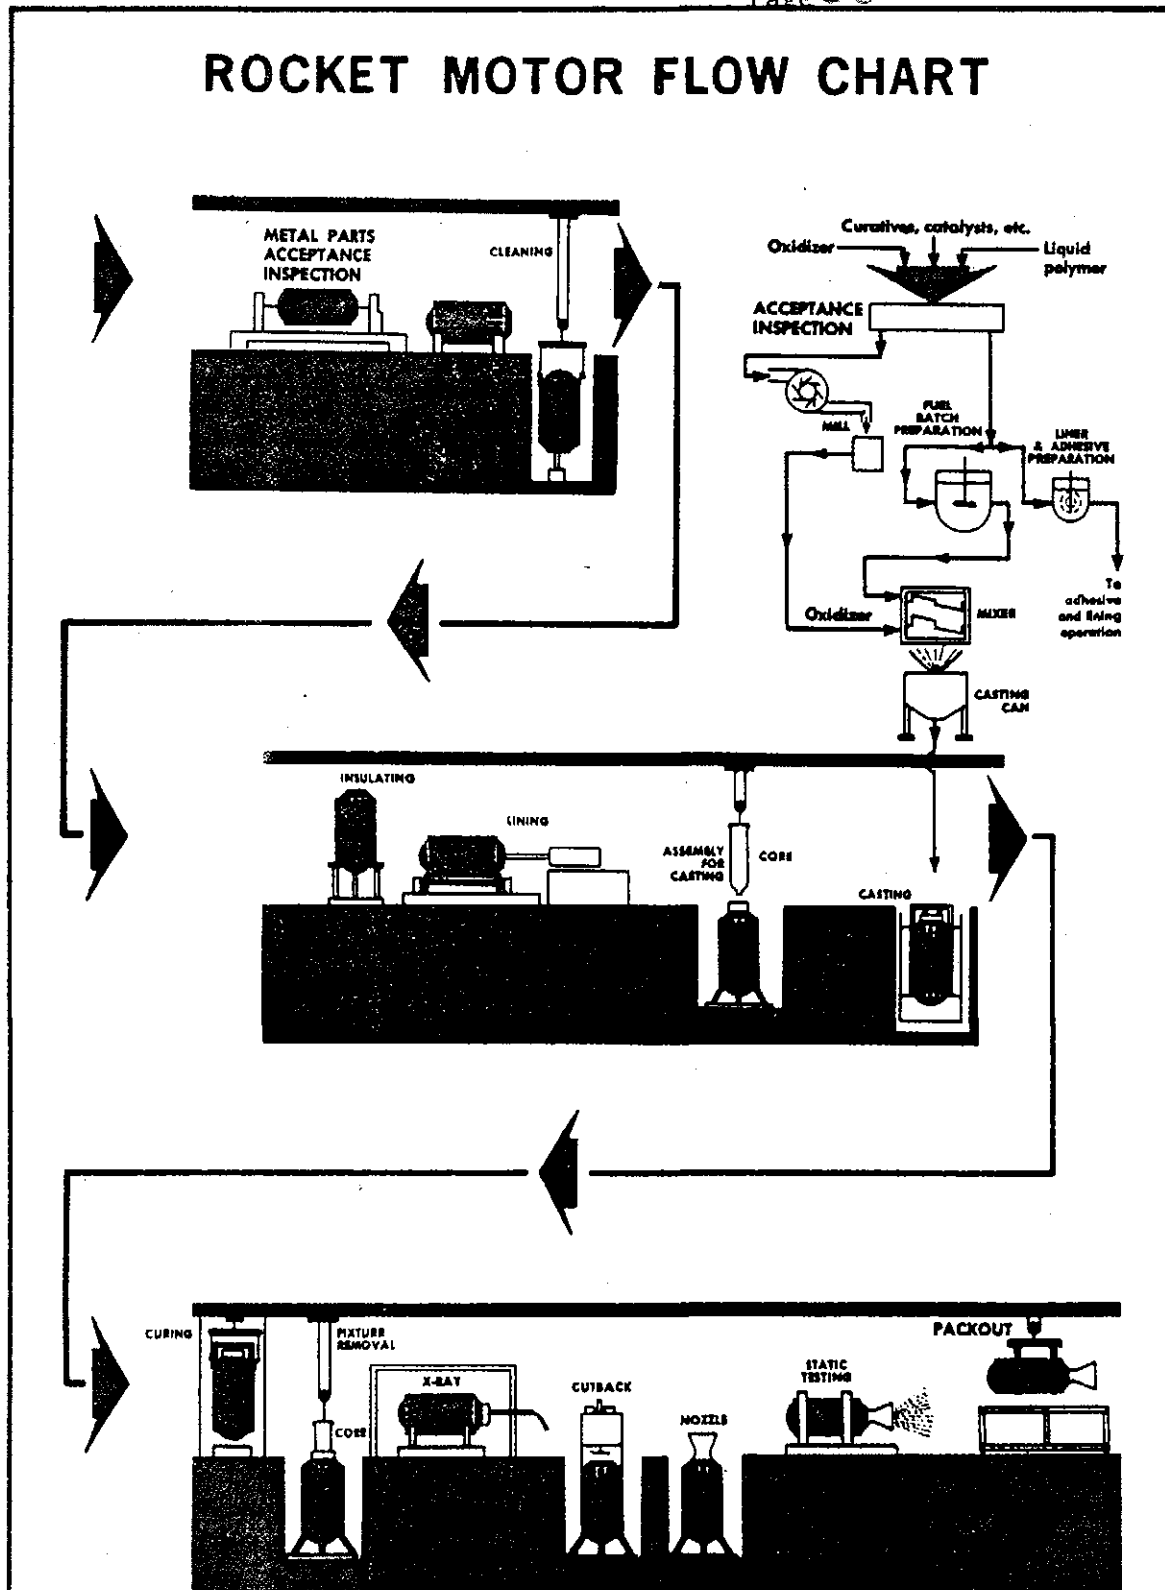 Page
ROCKET MOTOR FLOW CHART
METAL PARTS
ACCEPTANCE
INSPECTION
CLEANING
Curatives, catalysts, etc.
Oxidizer
Liquid
polymer
ACCEPTANCE
INSPECTION
MILL
FUEL
BATCH
PREPARATION
LINER
& ADHESIVE
PREPARATION
To
adhesive
and lining
operation
Oxidizer
MIXER
CASTING
CAN
INSULATING
LINING
ASSEMBLY
FOR
CASTING
CORE
CASTING
CURING
FIXTURE
REMOVAL
CORE
X-RAY
CUTBACK
NOZZLE
STATIC
TESTING
PACKOUT